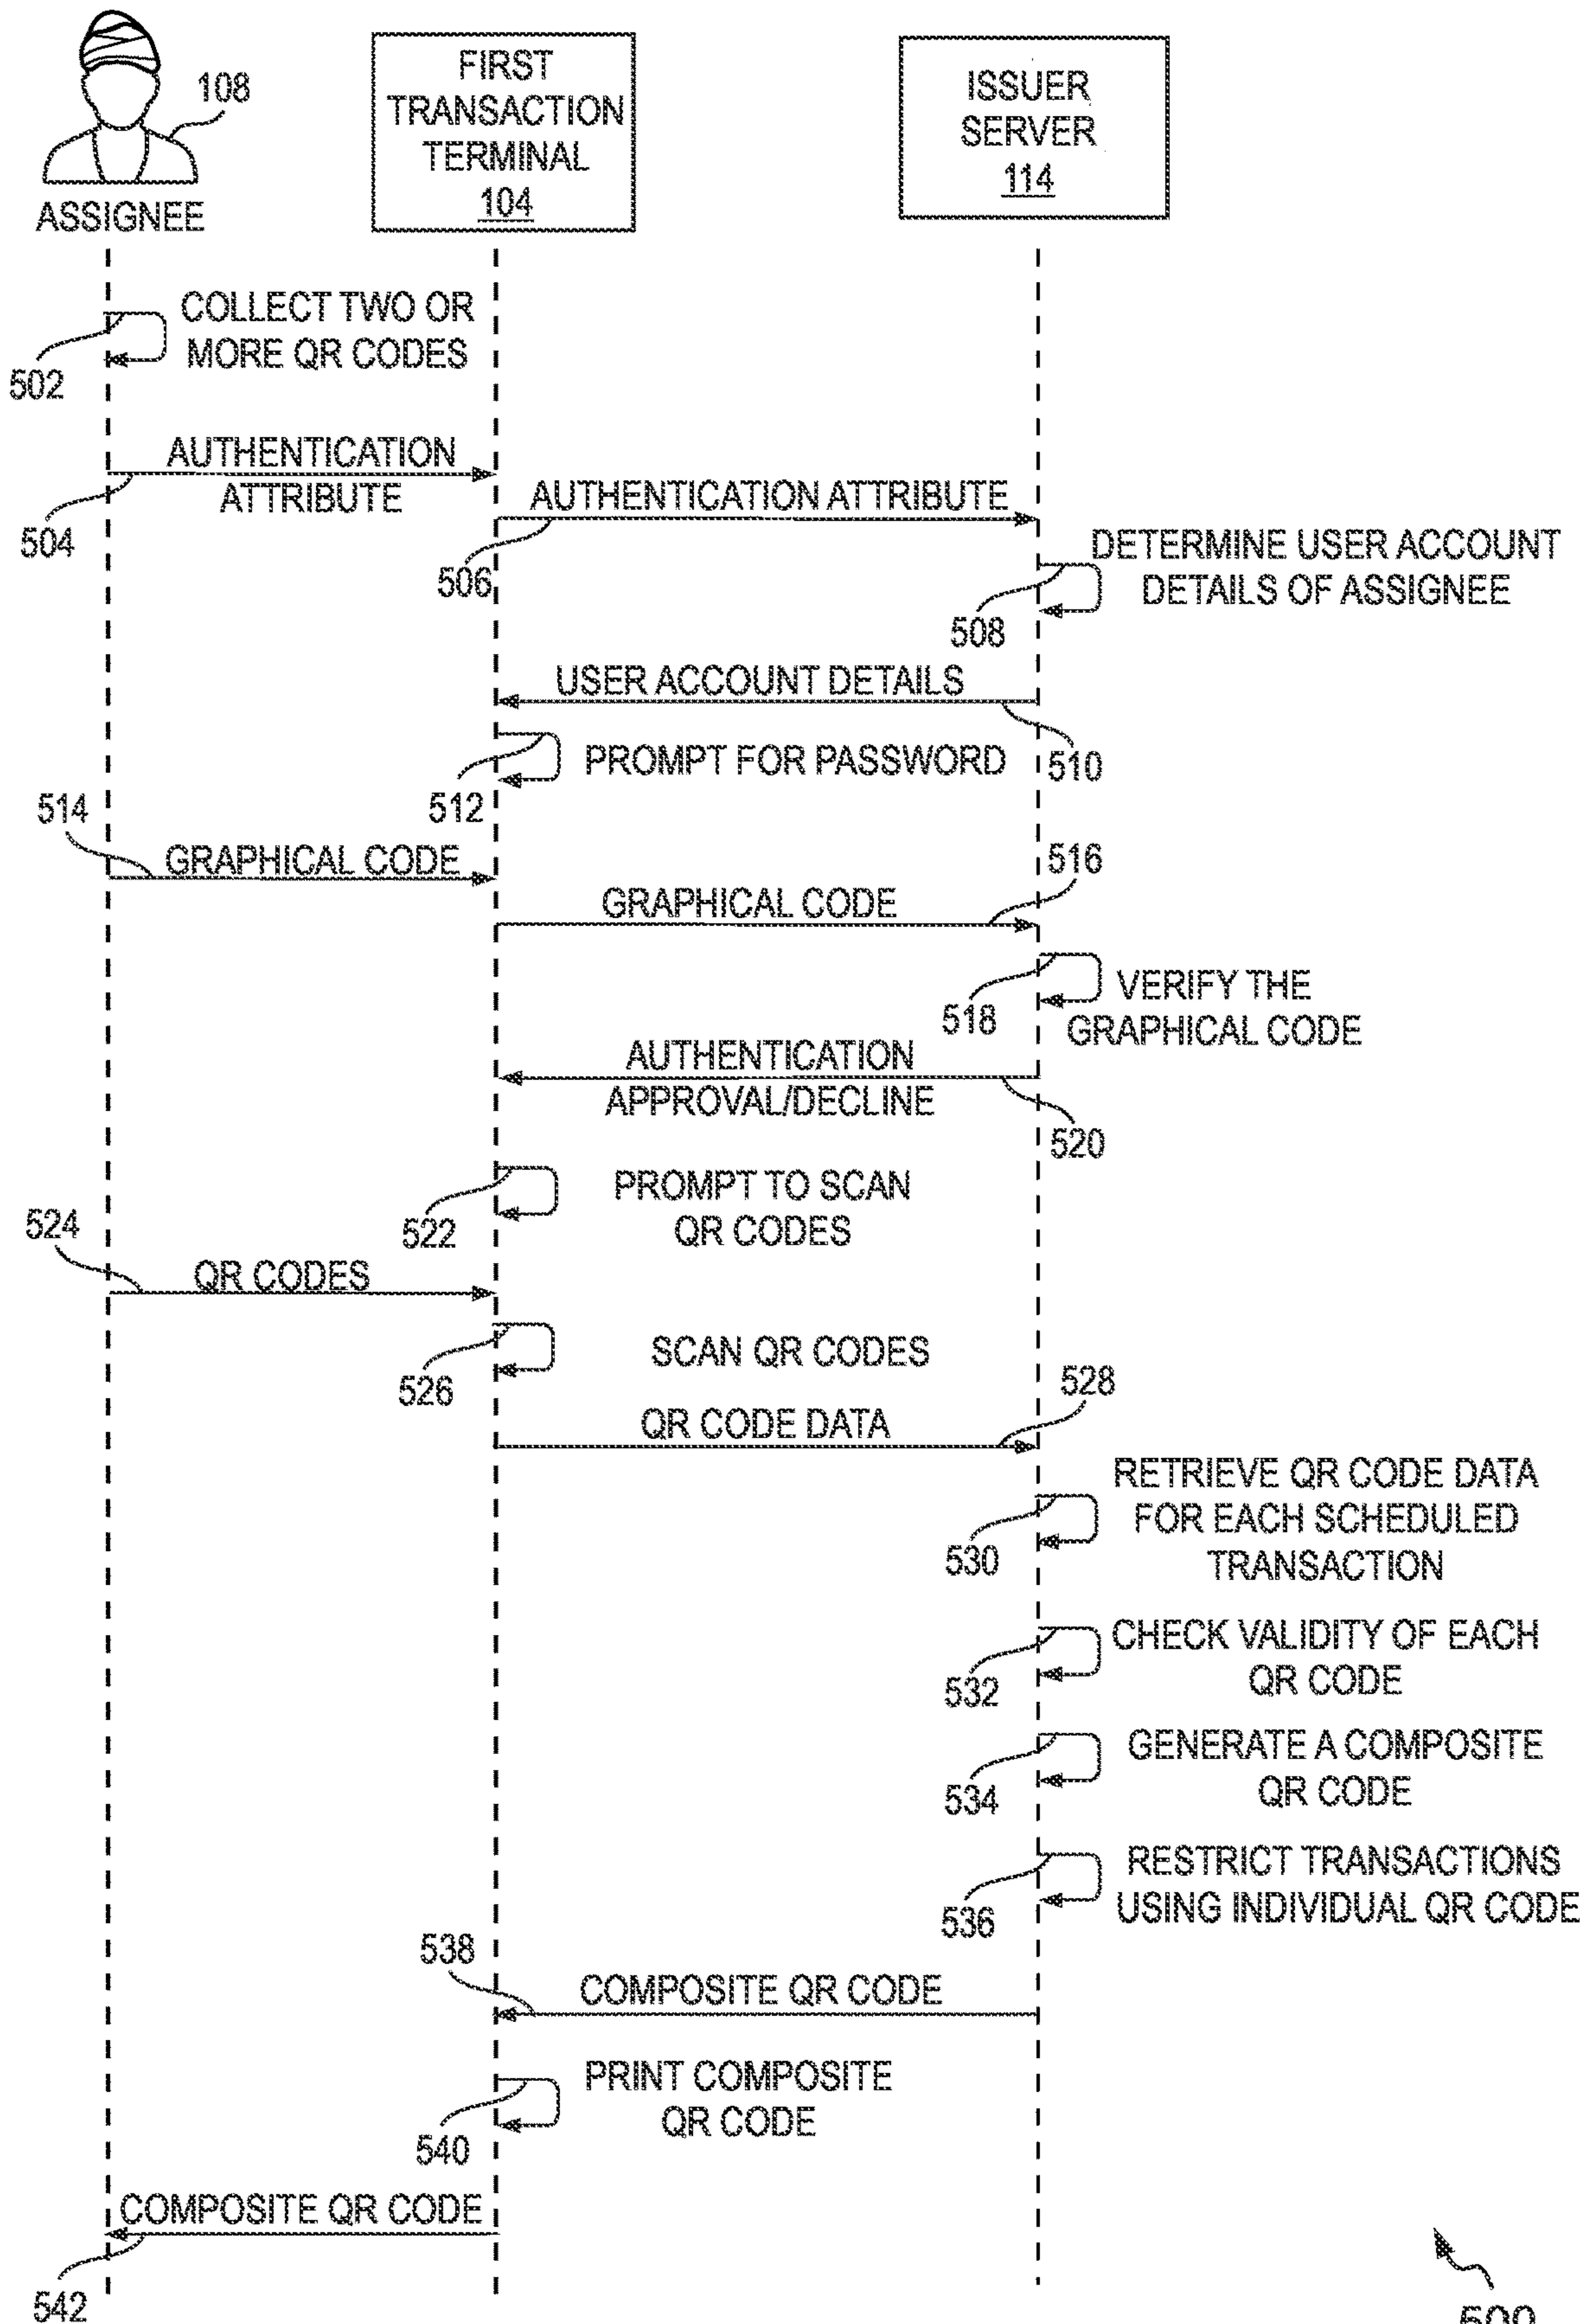 108
ASSIGNEE
FIRST
TRANSACTION
TERMINAL
104
ISSUER
SERVER
114
COLLECT TWO OR
MORE QR CODES
502
AUTHENTICATION
ATTRIBUTE
504
AUTHENTICATION ATTRIBUTE
506
DETERMINE USER ACCOUNT
DETAILS OF ASSIGNEE
508
USER ACCOUNT DETAILS
510
PROMPT FOR PASSWORD
512
514
GRAPHICAL CODE
516
GRAPHICAL CODE
518
VERIFY THE
GRAPHICAL CODE
AUTHENTICATION
APPROVAL/DECLINE
520
PROMPT TO SCAN
QR CODES
522
524
QR CODES
SCAN QR CODES
526
528
QR CODE DATA
RETRIEVE QR CODE DATA
FOR EACH SCHEDULED
TRANSACTION
530
CHECK VALIDITY OF EACH
QR CODE
532
GENERATE A COMPOSITE
QR CODE
534
RESTRICT TRANSACTIONS
USING INDIVIDUAL QR CODE
536
538
COMPOSITE QR CODE
PRINT COMPOSITE
QR CODE
540
COMPOSITE QR CODE
542